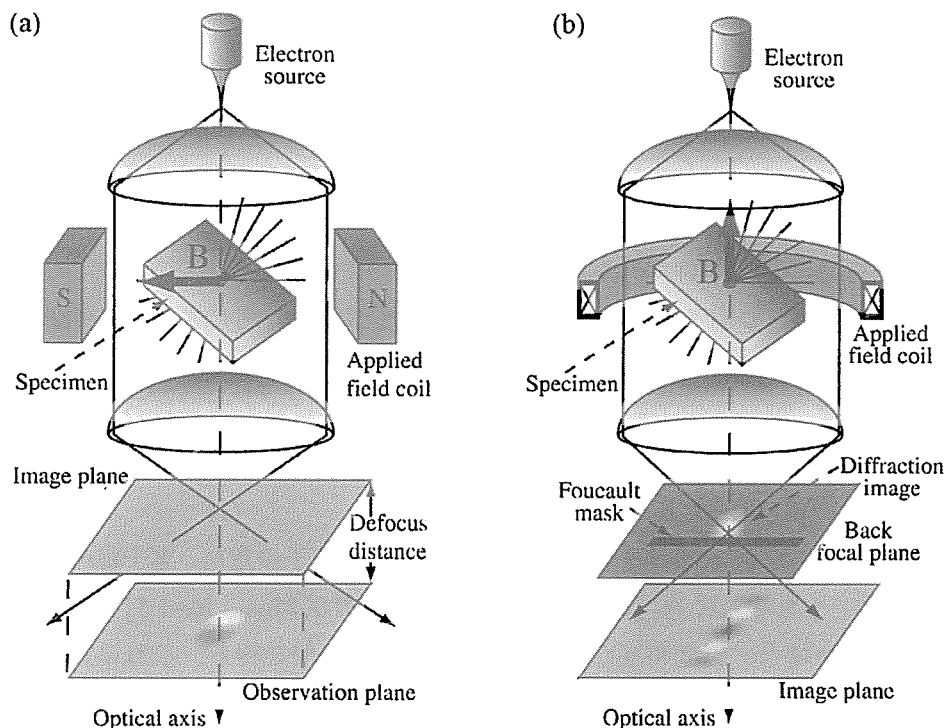 (a)
Electron
source
B
S
N
Specimen
Applied
field coil
Image plane
Defocus
distance
Observation plane
Optical axis
(b)
Electron
source
B
Applied
field coil
Specimen
Diffraction
image
Foucault
mask
Back
focal plane
Image plane
Optical axis